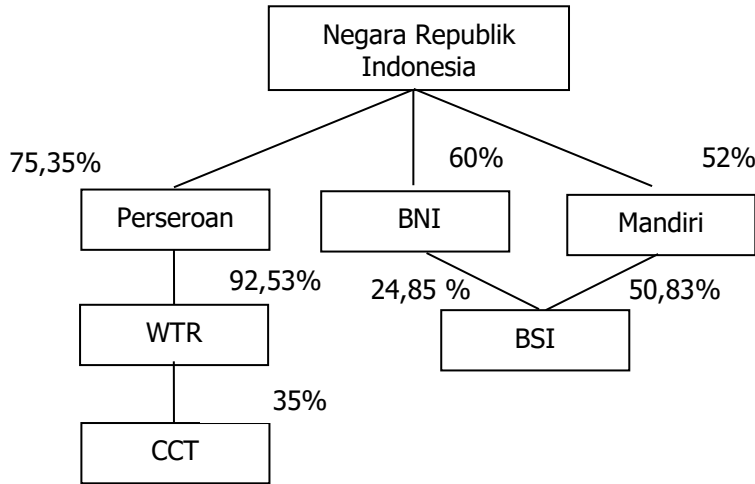 Negara Republik
Indonesia
75,35%
60%
52%
Perseroan
BNI
Mandiri
92,53%
24,85 %
50,83%
WTR
BSI
35%
CCT